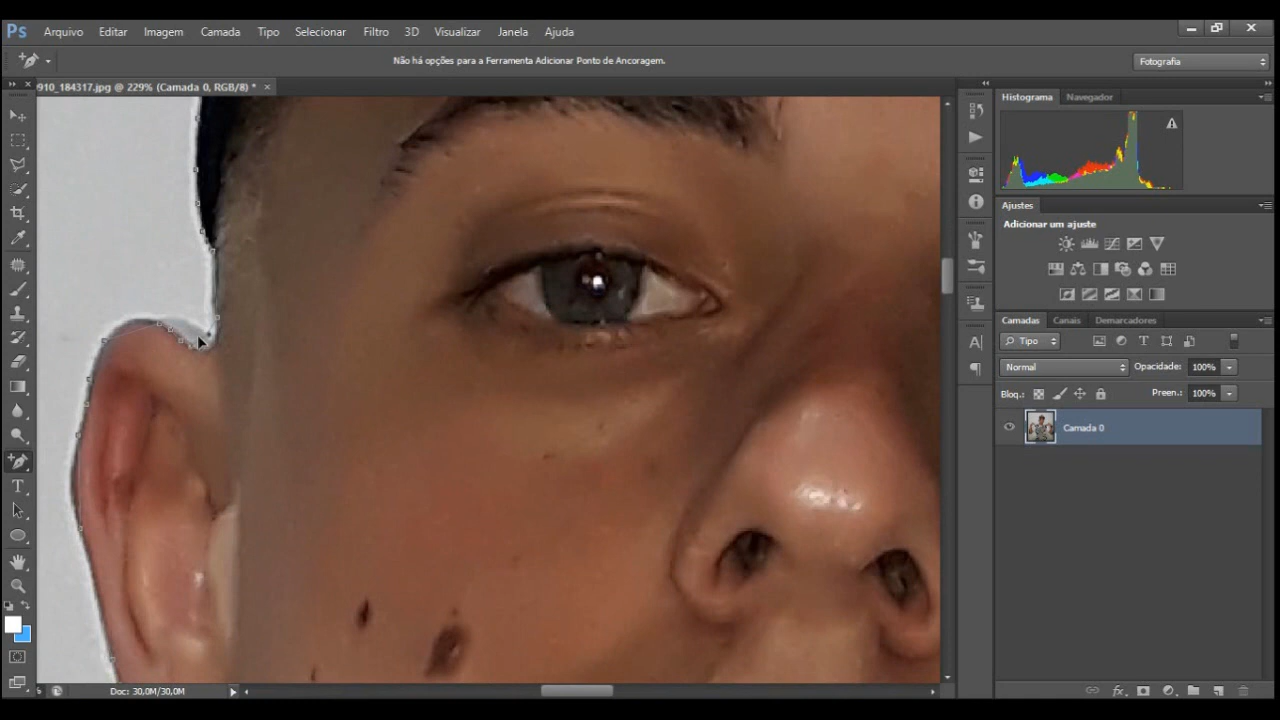 Ps Arquivo Editar Imagem Camada Tipo Selecionar Filtro 3D Visualizar Janela Ajuda
Não há opções para a Ferramenta Adicionar Ponto de Ancoragem.
Fotografia
910_184317.jpg @ 229% (Camada 0, RGB/8) *
Histograma Navegador
Ajustes
Adicionar um ajuste
Camadas Canais Demarcadores
Tipo
Normal Opacidade: 100%
Bloq.: Preen.: 100%
Camada 0
% Doc: 30,0M/30,0M